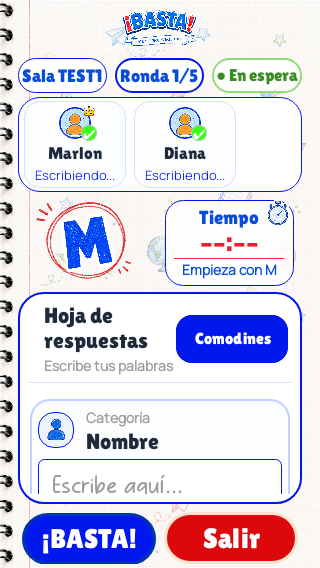 ¡BASTA!
Sala TEST1
Ronda 1/5
• En espera
Marlon
Diana
Escribiendo...
Escribiendo...
M
Tiempo
--:--
Empieza con M
Hoja de
respuestas
Comodines
Escribe tus palabras
Categoría
Nombre
Escribe aquí...
¡BASTA!
Salir